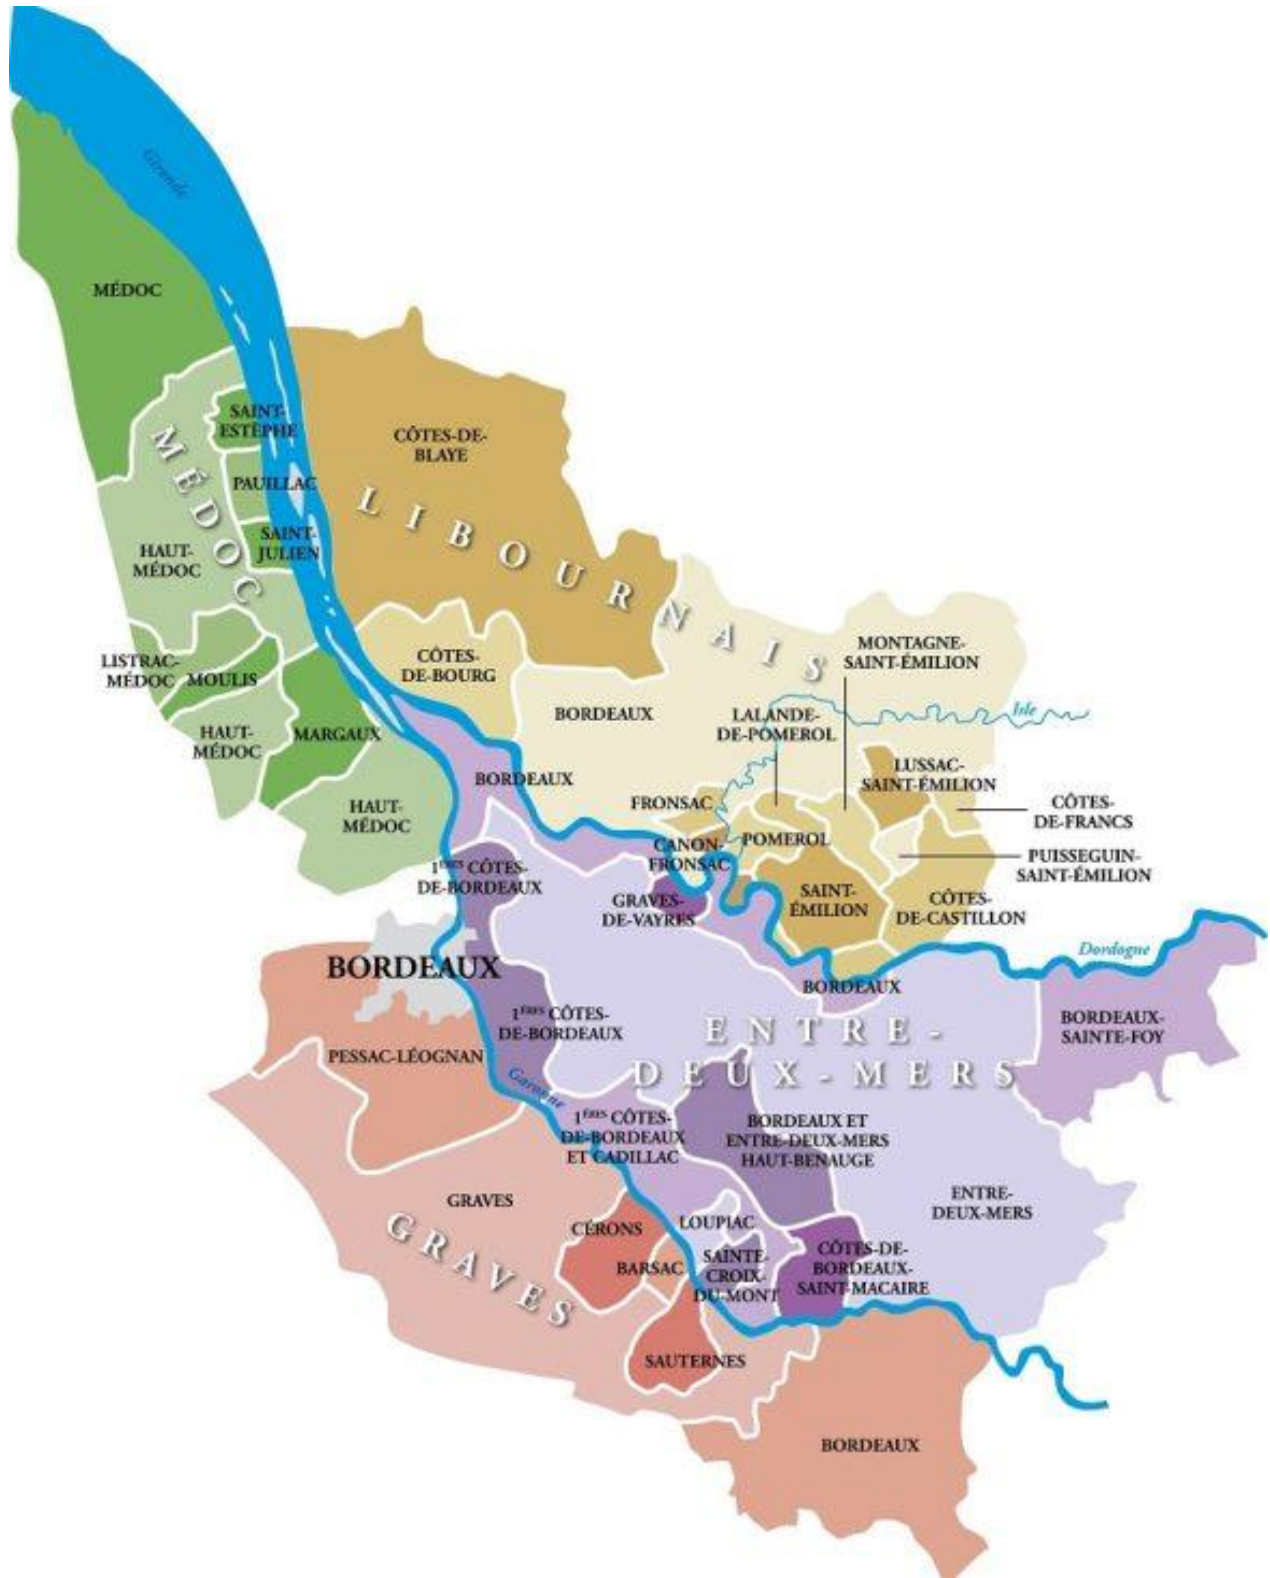 Gironde
MÉDOC
SAINT-
ESTÈPHE
CÔTES-DE-
BLAYE
MÉDOC
PAUILLAC
LIBOURNAIS
SAINT-
JULIEN
HAUT-
MÉDOC
MONTAGNE-
SAINT-ÉMILION
LISTRAC-
MÉDOC
MOULIS
CÔTES-
DE-BOURG
BORDEAUX
LALANDE-
DE-POMEROL
Isle
HAUT-
MÉDOC
MARGAUX
BORDEAUX
LUSSAC-
SAINT-ÉMILION
FRONSAC
CÔTES-
DE-FRANCS
HAUT-
MÉDOC
CANON-
FRONSAC
POMEROL
PUISSEGUIN-
SAINT-ÉMILION
1ÈRES CÔTES-
DE-BORDEAUX
GRAVES-
DE-VAYRES
SAINT-
ÉMILION
CÔTES-
DE-CASTILLON
Dordogne
BORDEAUX
BORDEAUX
1ÈRES CÔTES-
DE-BORDEAUX
ENTRE-
DEUX-MERS
BORDEAUX-
SAINTE-FOY
PESSAC-LÉOGNAN
Garonne
1ÈRES CÔTES-
DE-BORDEAUX
ET CADILLAC
BORDEAUX ET
ENTRE-DEUX-MERS
HAUT-BENAUGE
GRAVES
ENTRE-
DEUX-MERS
GRAVES
CÉRONS
LOUPIAC
BARSAC
SAINTE-
CROIX-
DU-MONT
CÔTES-DE-
BORDEAUX-
SAINT-MACAIRE
SAUTERNES
BORDEAUX